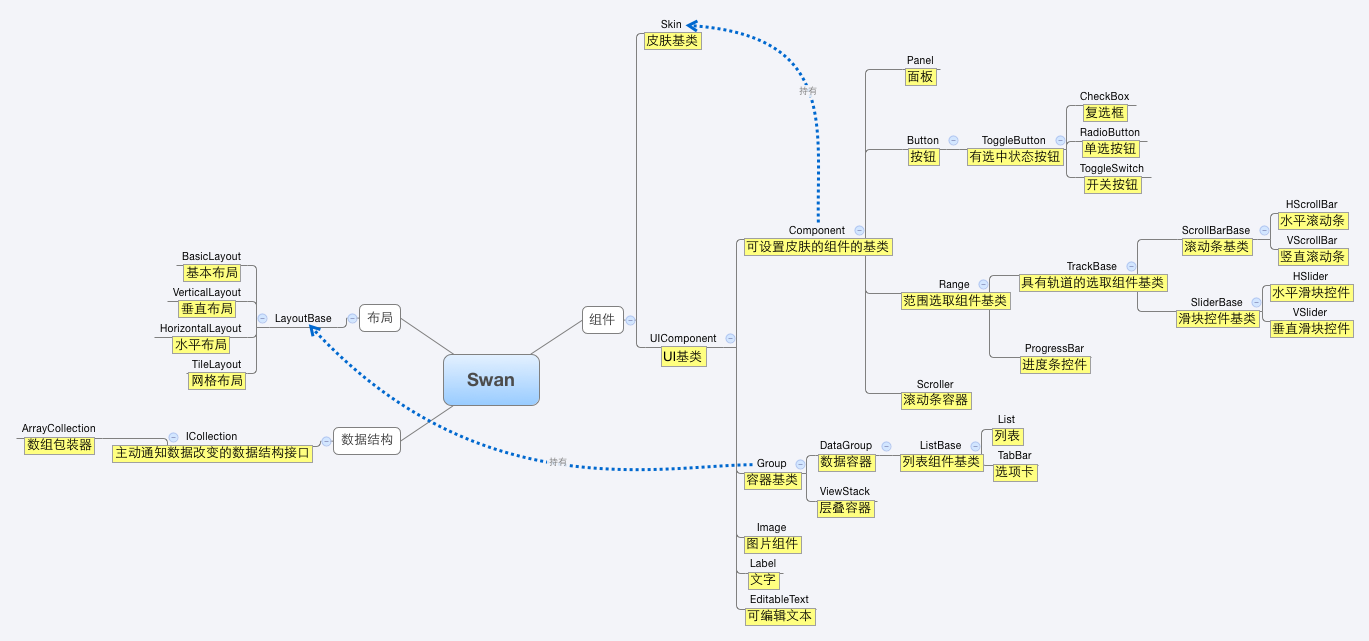 Swan
布局
LayoutBase
BasicLayout
基本布局
VerticalLayout
垂直布局
HorizontalLayout
水平布局
TileLayout
网格布局
数据结构
ICollection
主动通知数据改变的数据结构接口
ArrayCollection
数组包装器
组件
Skin
皮肤基类
持有
UIComponent
UI基类
Component
可设置皮肤的组件的基类
Panel
面板
Button
按钮
ToggleButton
有选中状态按钮
CheckBox
复选框
RadioButton
单选按钮
ToggleSwitch
开关按钮
Range
范围选取组件基类
TrackBase
具有轨道的选取组件基类
ScrollBarBase
滚动条基类
HScrollBar
水平滚动条
VScrollBar
竖直滚动条
SliderBase
滑块控件基类
HSlider
水平滑块控件
VSlider
垂直滑块控件
ProgressBar
进度条控件
Scroller
滚动条容器
Group
容器基类
持有
DataGroup
数据容器
ListBase
列表组件基类
List
列表
TabBar
选项卡
ViewStack
层叠容器
Image
图片组件
Label
文字
EditableText
可编辑文本